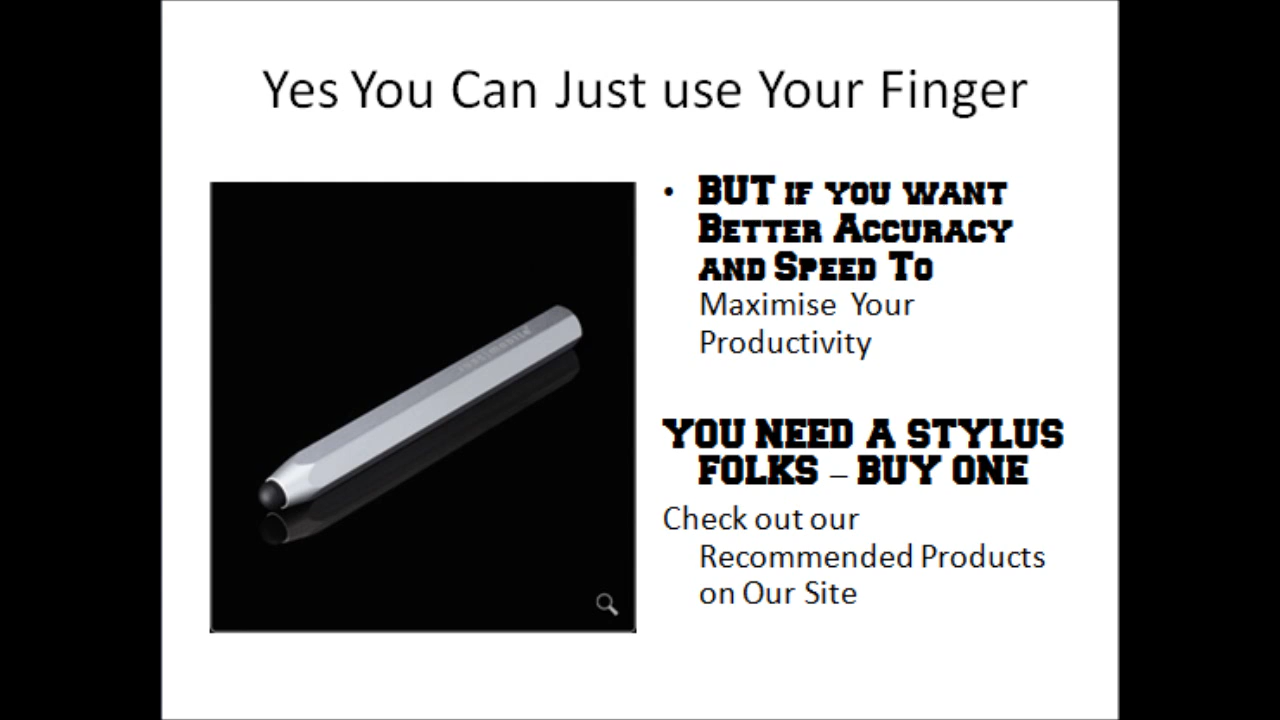 Yes You Can Just use Your Finger
• BUT IF YOU WANT
BETTER ACCURACY
AND SPEED TO
Maximise Your
Productivity
YOU NEED A STYLUS
FOLKS – BUY ONE
Check out our
Recommended Products
on Our Site